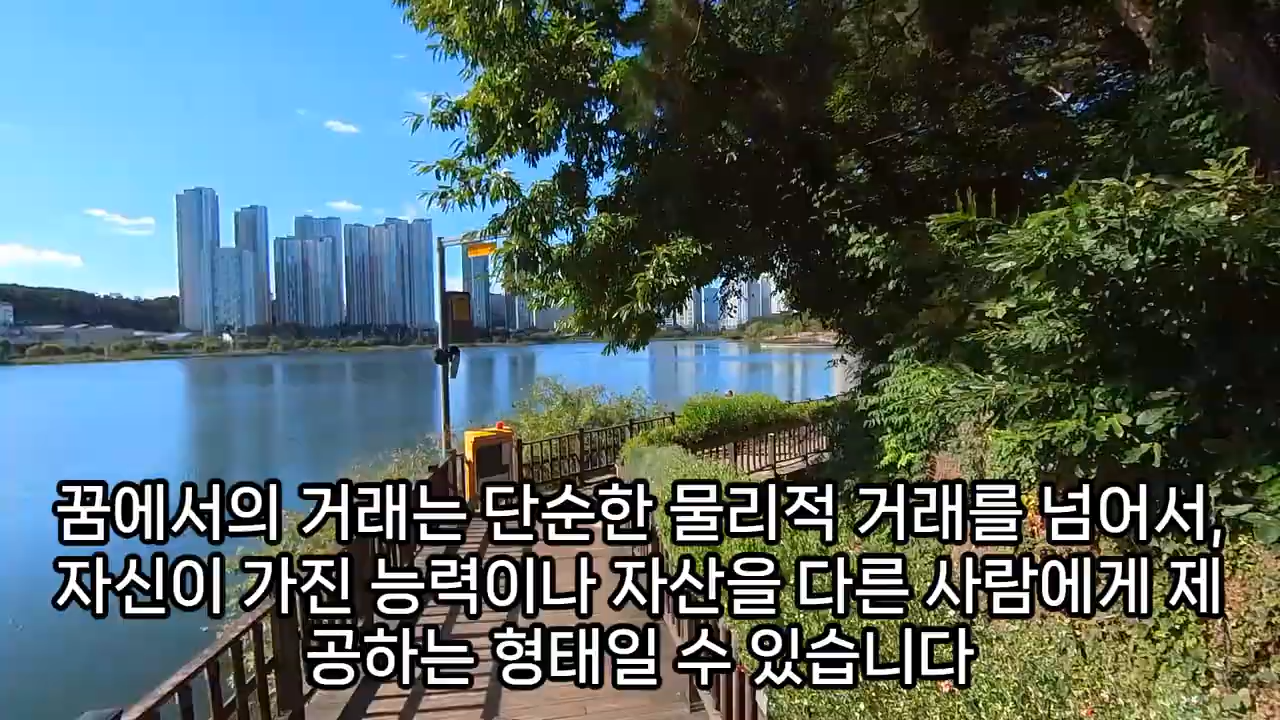 꿈에서의 거래는 단순한 물리적 거래를 넘어서,
자신이 가진 능력이나 자산을 다른 사람에게 제
공하는 형태일 수 있습니다